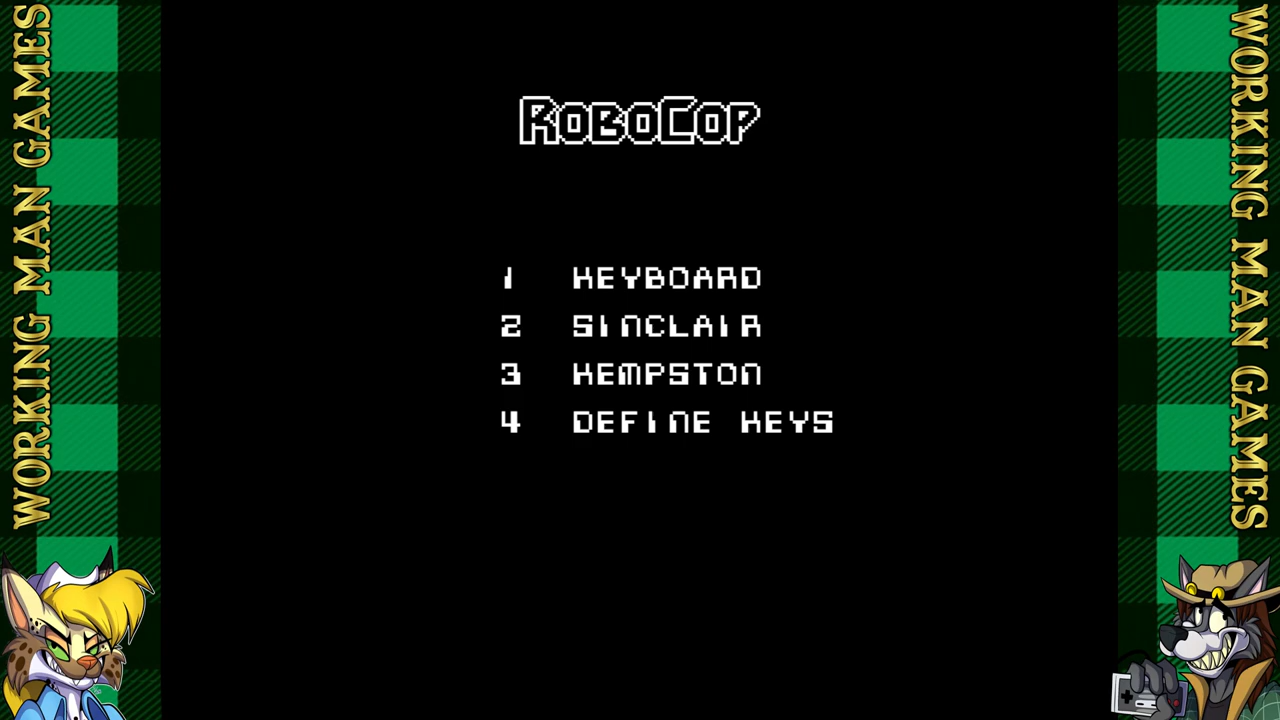 WORKING MAN GAMES
ROBOCOP
1 KEYBOARD
2 SINCLAIR
3 KEMPSTON
4 DEFINE KEYS
WORKING MAN GAMES